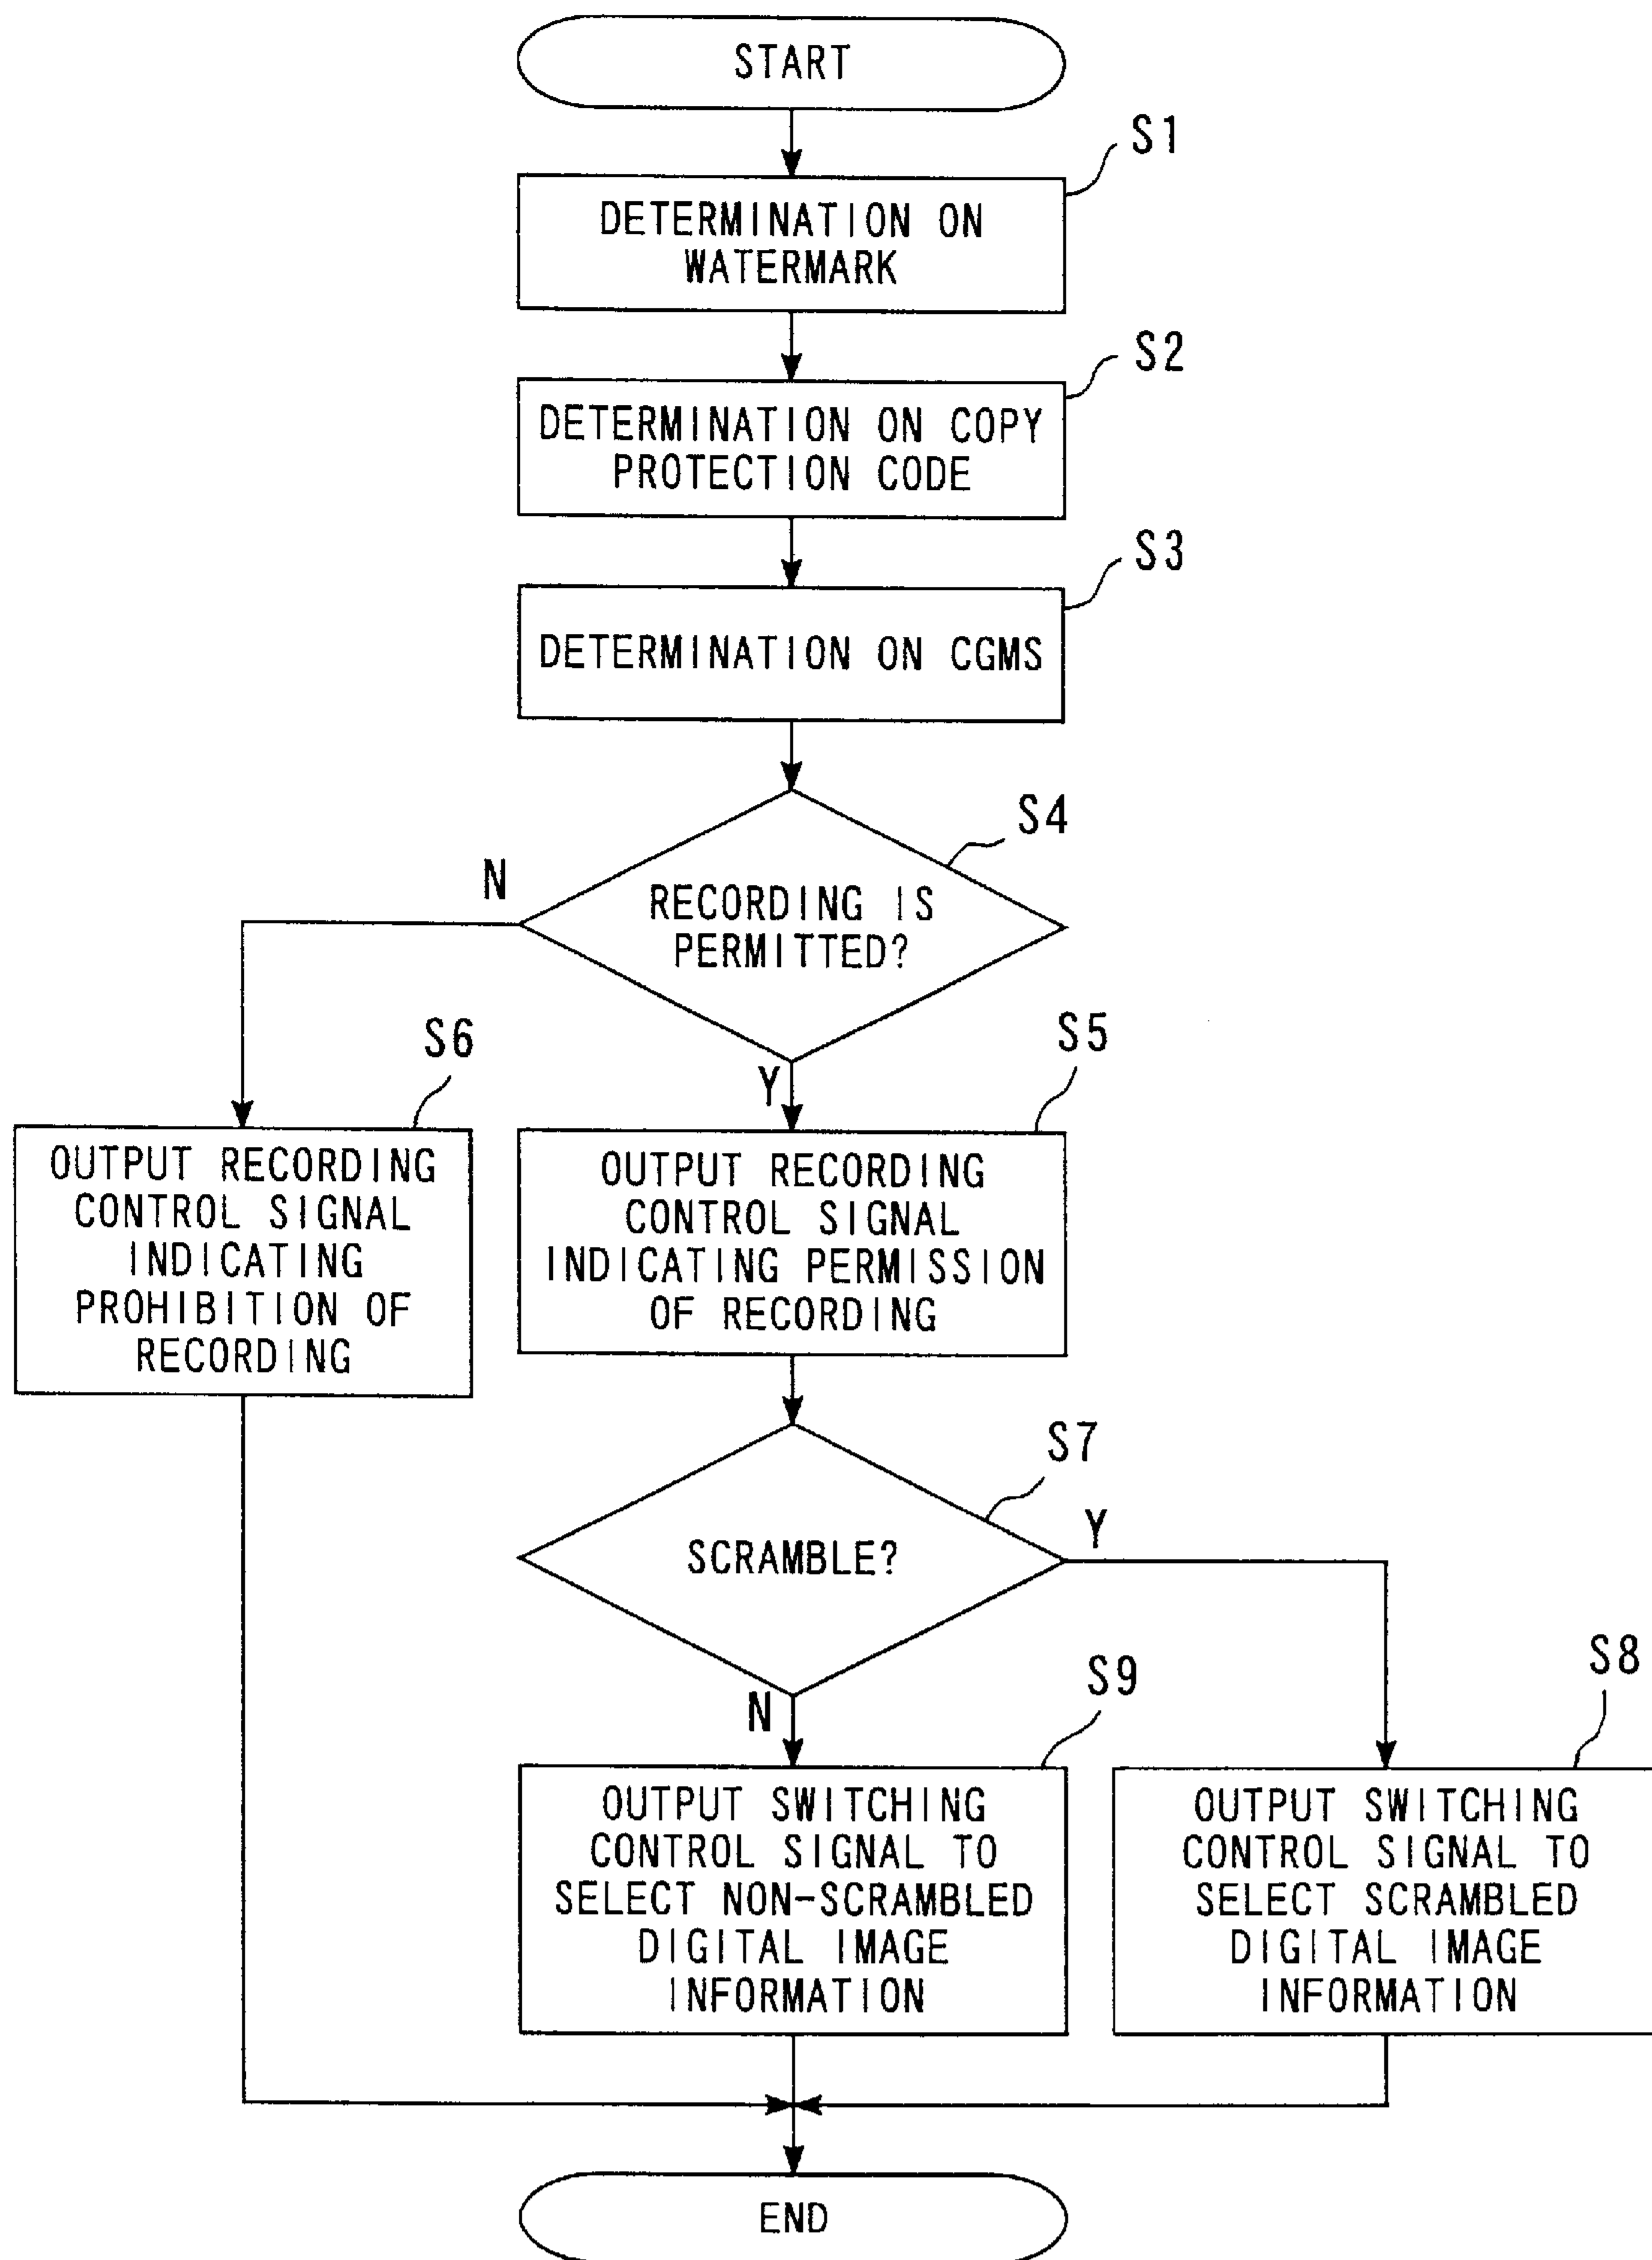 START
S1
DETERMINATION ON
WATERMARK
S2
DETERMINATION ON COPY
PROTECTION CODE
S3
DETERMINATION ON CGMS
S4
N
RECORDING IS
PERMITTED?
Y
S6
OUTPUT RECORDING
CONTROL SIGNAL
INDICATING
PROHIBITION OF
RECORDING
S5
OUTPUT RECORDING
CONTROL SIGNAL
INDICATING PERMISSION
OF RECORDING
S7
SCRAMBLE?
Y
N
S9
OUTPUT SWITCHING
CONTROL SIGNAL TO
SELECT NON-SCRAMBLED
DIGITAL IMAGE
INFORMATION
S8
OUTPUT SWITCHING
CONTROL SIGNAL TO
SELECT SCRAMBLED
DIGITAL IMAGE
INFORMATION
END